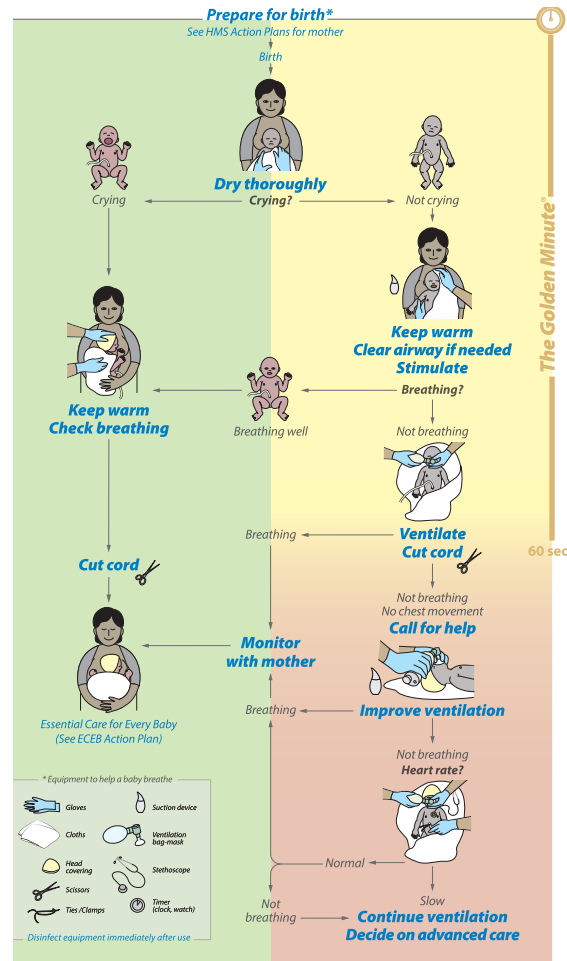 Prepare for birth*
See HMS Action Plans for mother
Birth
Dry thoroughly
Crying
Crying?
Not crying
Keep warm
Clear airway if needed
Stimulate
Breathing?
Keep warm
Check breathing
Breathing well
Not breathing
Breathing
Ventilate
Cut cord
Cut cord
Not breathing
No chest movement
Call for help
Monitor
with mother
Breathing
Improve ventilation
Essential Care for Every Baby
(See ECEB Action Plan)
Not breathing
Heart rate?
Normal
Slow
Not
breathing
Continue ventilation
Decide on advanced care
The Golden Minute®
60 sec
* Equipment to help a baby breathe
Gloves
Suction device
Cloths
Ventilation
bag-mask
Head
covering
Stethoscope
Scissors
Ties /Clamps
Timer
(clock, watch)
Disinfect equipment immediately after use